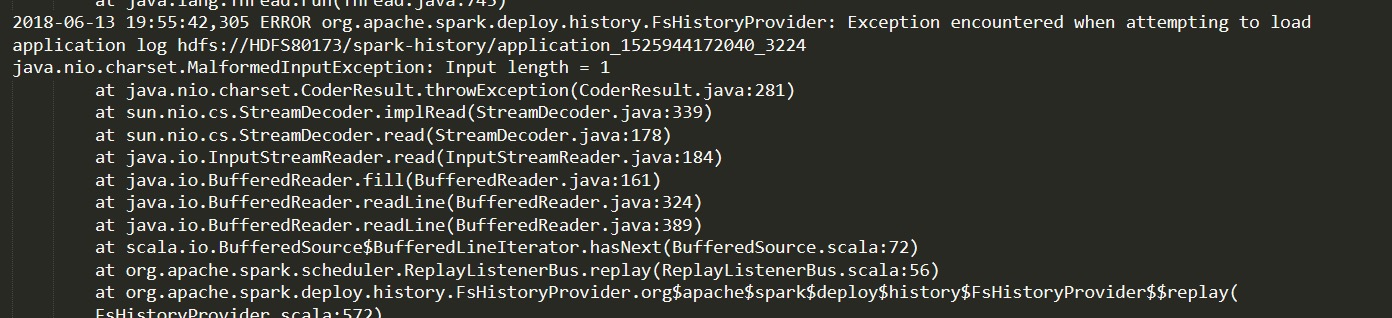 at java.lang.Thread.run(Thread.java:745)
2018-06-13 19:55:42,305 ERROR org.apache.spark.deploy.history.FsHistoryProvider: Exception encountered when attempting to load
application log hdfs://HDFS80173/spark-history/application_1525944172040_3224
java.nio.charset.MalformedInputException: Input length = 1
at java.nio.charset.CoderResult.throwException(CoderResult.java:281)
at sun.nio.cs.StreamDecoder.implRead(StreamDecoder.java:339)
at sun.nio.cs.StreamDecoder.read(StreamDecoder.java:178)
at java.io.InputStreamReader.read(InputStreamReader.java:184)
at java.io.BufferedReader.fill(BufferedReader.java:161)
at java.io.BufferedReader.readLine(BufferedReader.java:324)
at java.io.BufferedReader.readLine(BufferedReader.java:389)
at scala.io.BufferedSource$BufferedLineIterator.hasNext(BufferedSource.scala:72)
at org.apache.spark.scheduler.ReplayListenerBus.replay(ReplayListenerBus.scala:56)
at org.apache.spark.deploy.history.FsHistoryProvider.org$apache$spark$deploy$history$FsHistoryProvider$$replay(
FsHistoryProvider.scala:572)